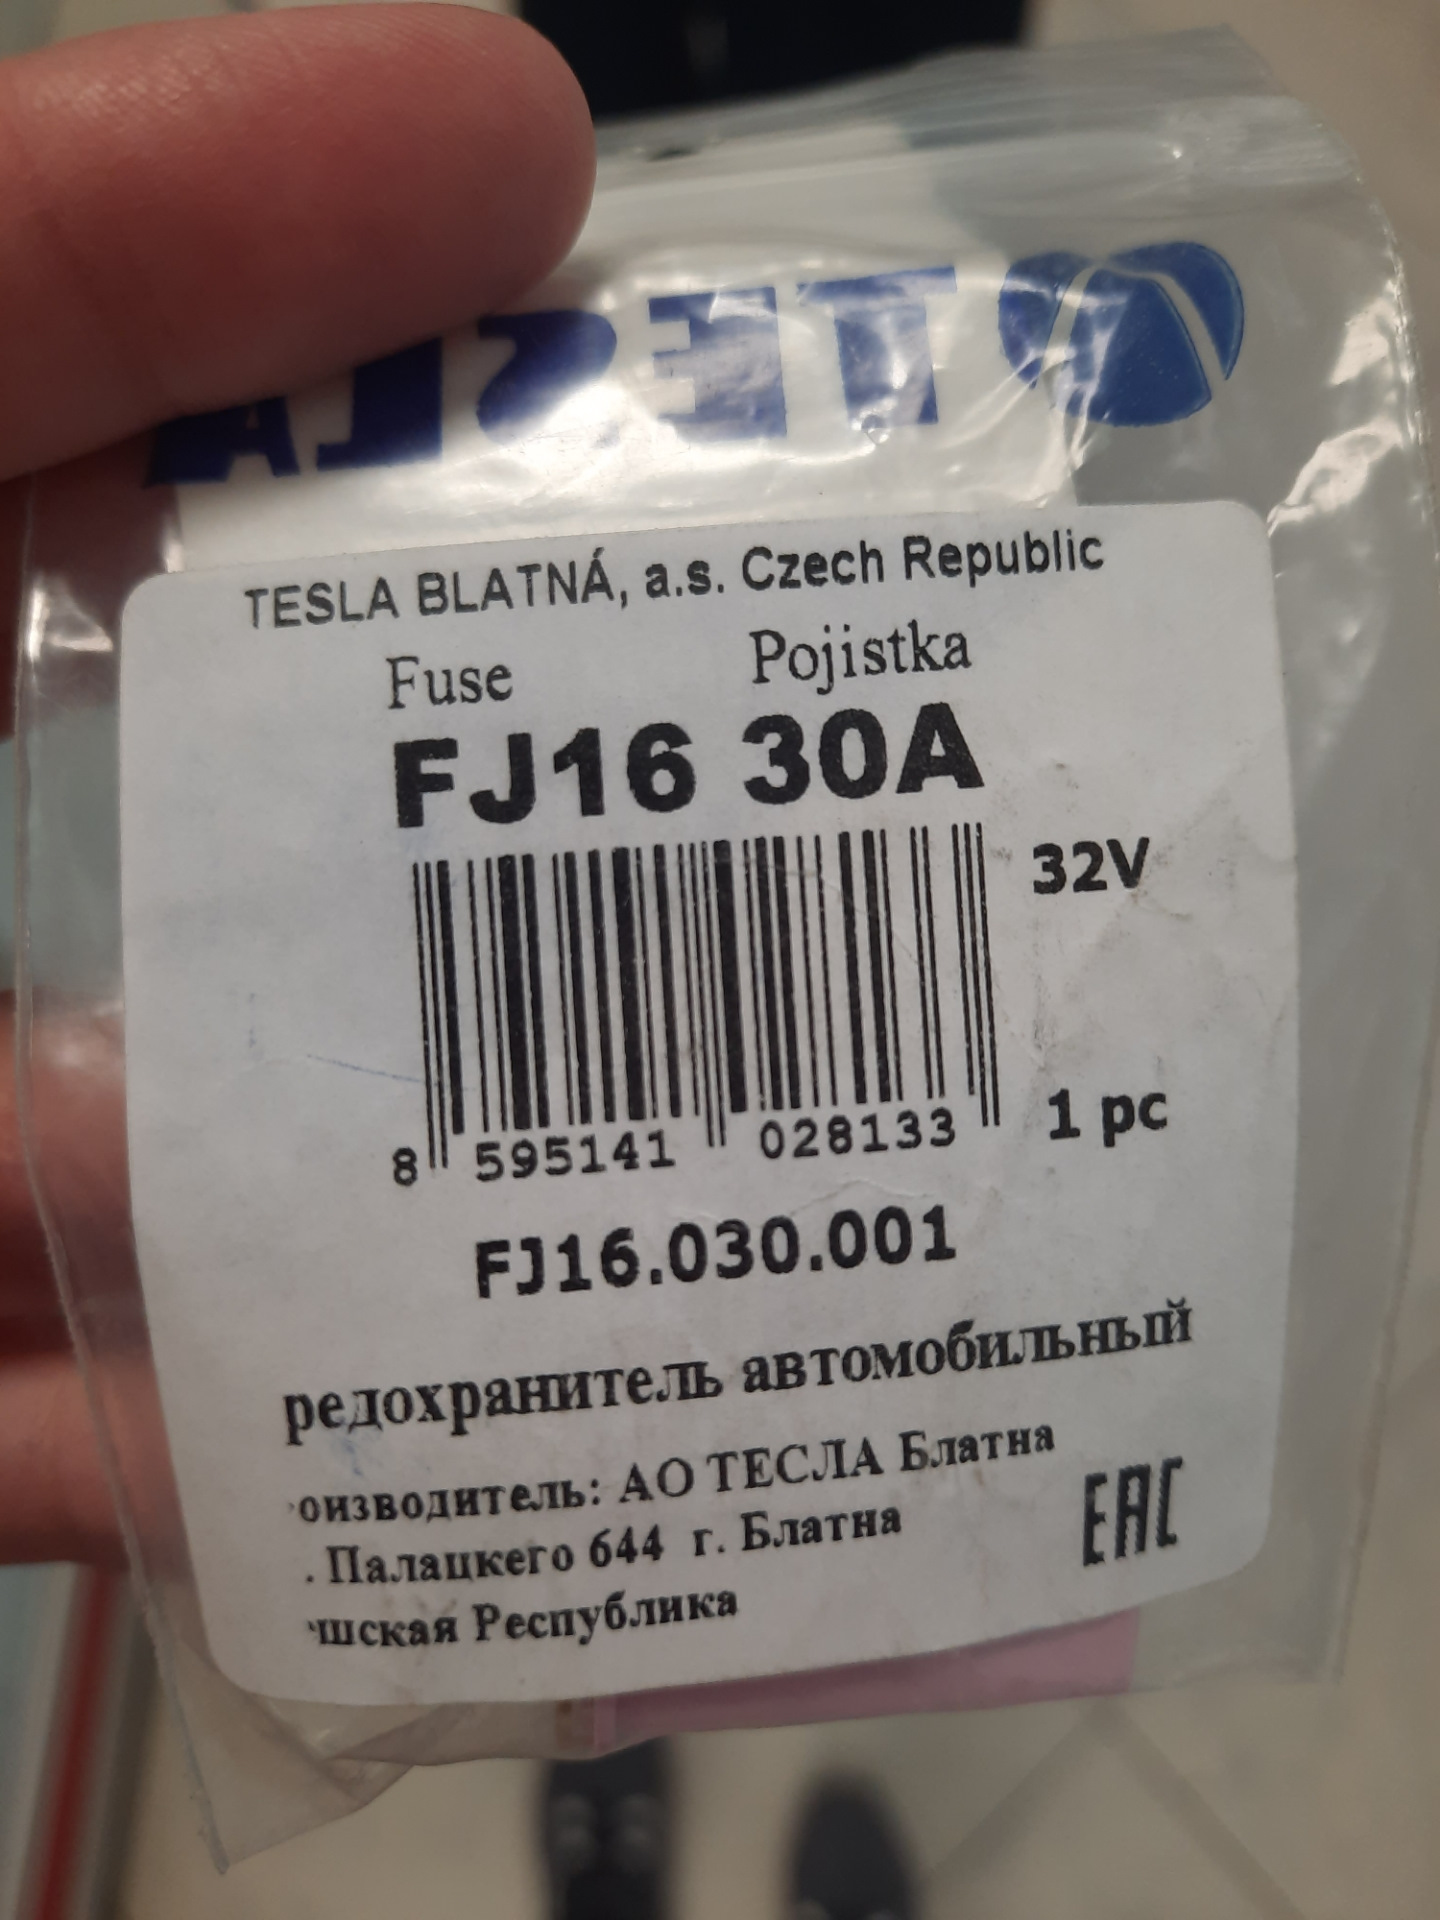 TESLA
TESLA BLATNÁ, a.s. Czech Republic
Fuse Pojistka
FJ16 30A
32V
8 595141 028133
1 pc
FJ16.030.001
редохранитель автомобильный
оизводитель: АО ТЕСЛА Блатна
. Палацкего 644 г. Блатна
шская Республика
EAC